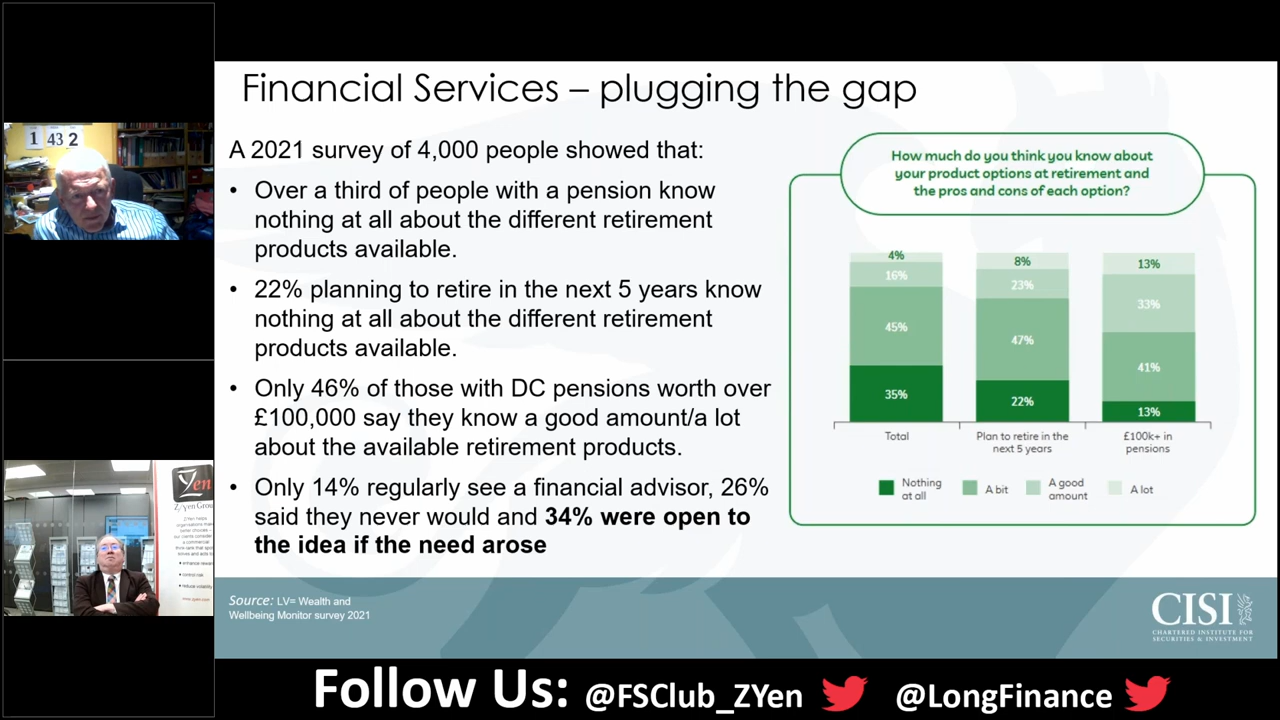 Financial Services – plugging the gap
A 2021 survey of 4,000 people showed that:
• Over a third of people with a pension know
nothing at all about the different retirement
products available.
• 22% planning to retire in the next 5 years know
nothing at all about the different retirement
products available.
• Only 46% of those with DC pensions worth over
£100,000 say they know a good amount/a lot
about the available retirement products.
• Only 14% regularly see a financial advisor, 26%
said they never would and 34% were open to
the idea if the need arose
How much do you think you know about
your product options at retirement and
the pros and cons of each option?
4%
16%
45%
35%
8%
23%
47%
22%
13%
33%
41%
13%
Total
Plan to retire in the
next 5 years
£100k+ in
pensions
Nothing
at all
A bit
A good
amount
A lot
Source: LV= Wealth and
Wellbeing Monitor survey 2021
CISI
CHARTERED INSTITUTE FOR
SECURITIES & INVESTMENT
1 43 2
Z/Yen
Z/Yen Grou
Follow Us: @FSClub_ZYen @LongFinance